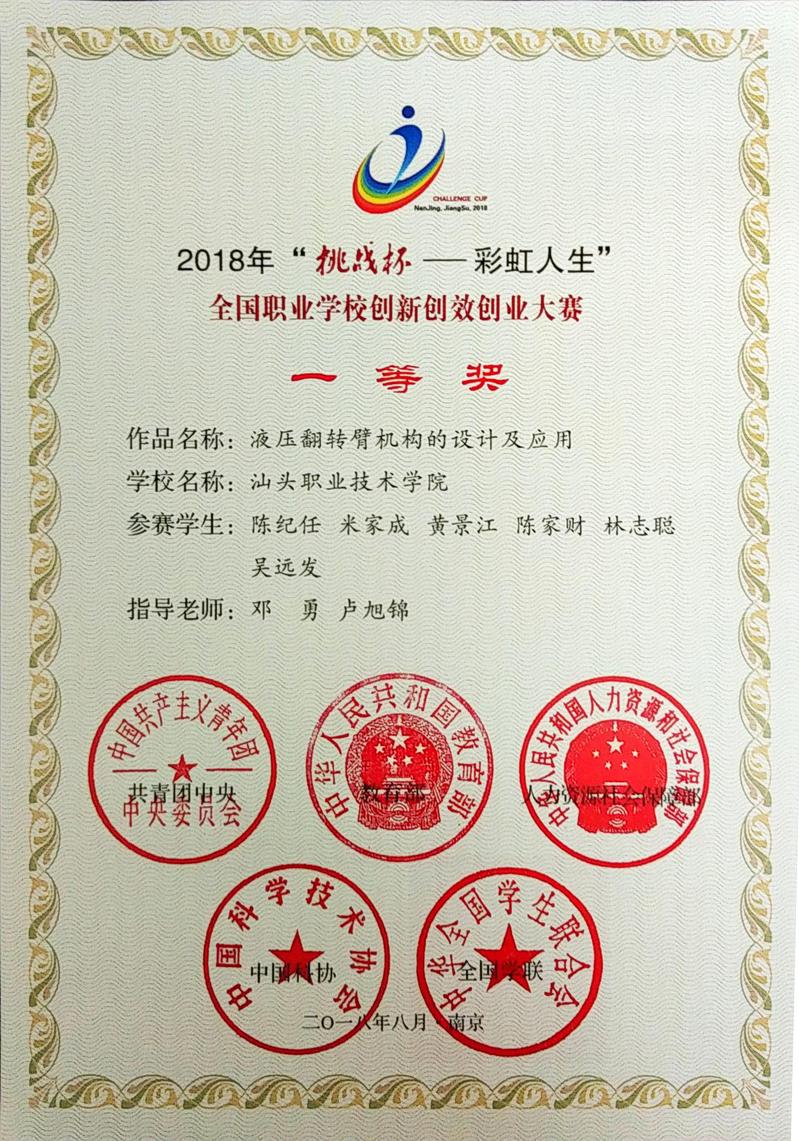 CHALLENGE CUP
NanJing, JiangSu, 2018
2018年“挑战杯——彩虹人生”
全国职业学校创新创效创业大赛
一等奖
作品名称：液压翻转臂机构的设计及应用
学校名称：汕头职业技术学院
参赛学生：陈纪任 米家成 黄景江 陈家财 林志聪
吴远发
指导老师：邓 勇 卢旭锦
中国共产主义青年团
中央委员会
共青团中央
中华人民共和国教育部
教育部
中华人民共和国人力资源和社会保障部
人力资源社会保障部
中国科学技术协会
中国科协
中华全国学生联合会
全国学联
二〇一八年八月·南京